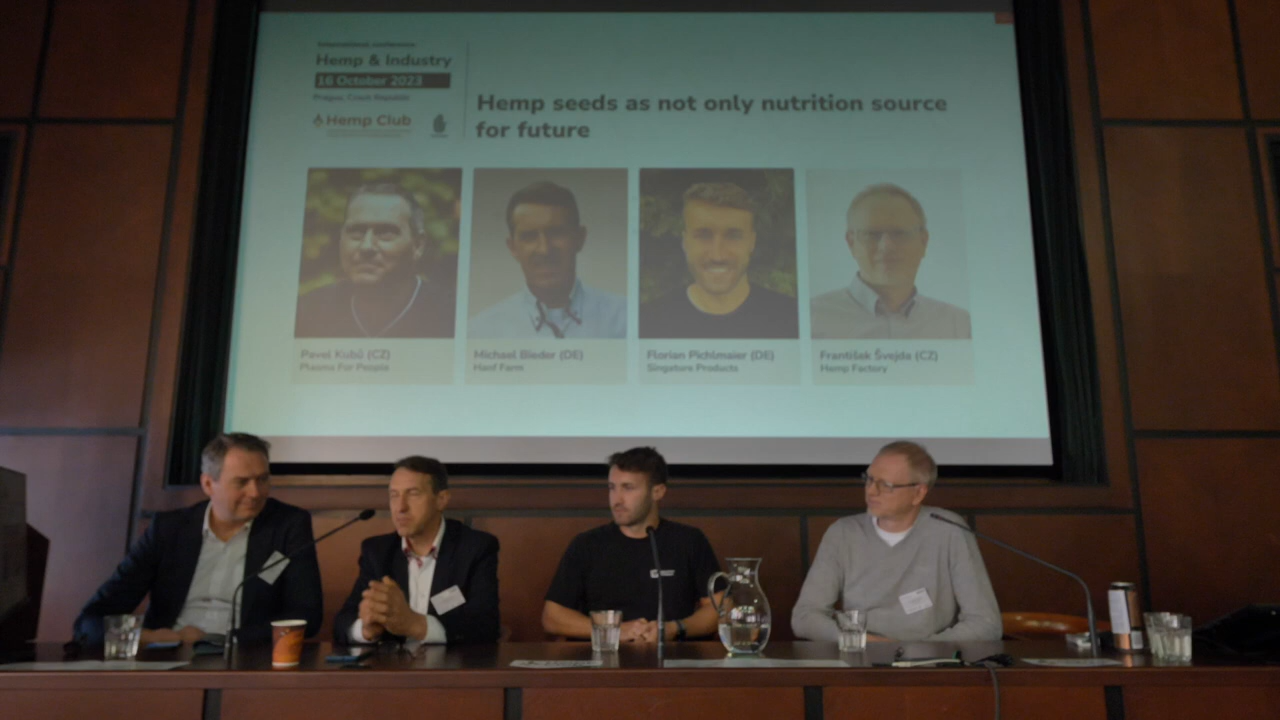 International conference
Hemp & Industry
16 October 2023
Prague, Czech Republic
Hemp Club
Hemp seeds as not only nutrition source
for future
Pavel Kubů (CZ)
Plasma For People
Michael Bieder (DE)
Hanf Farm
Florian Pichlmaier (DE)
Singature Products
František Švejda (CZ)
Hemp Factory